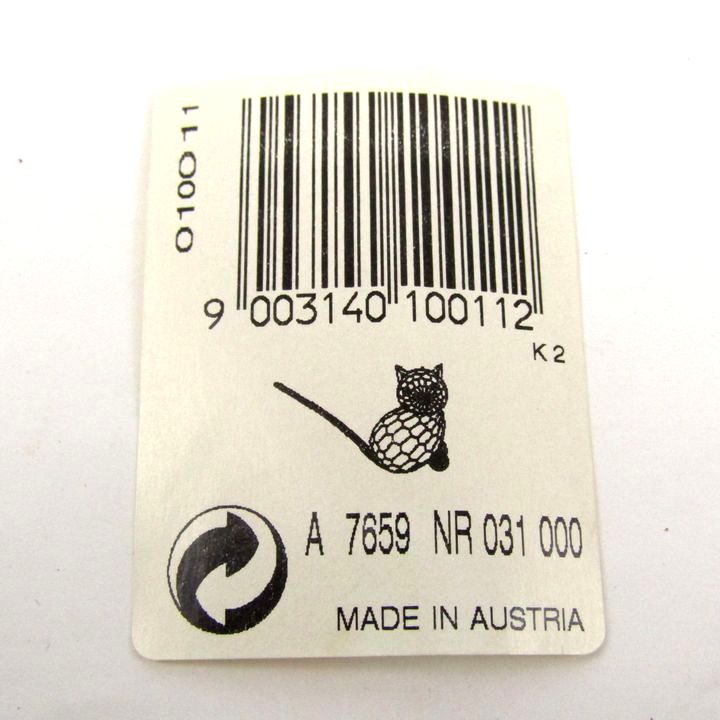 010011
9 003140 100112
K2
A 7659 NR 031 000
MADE IN AUSTRIA